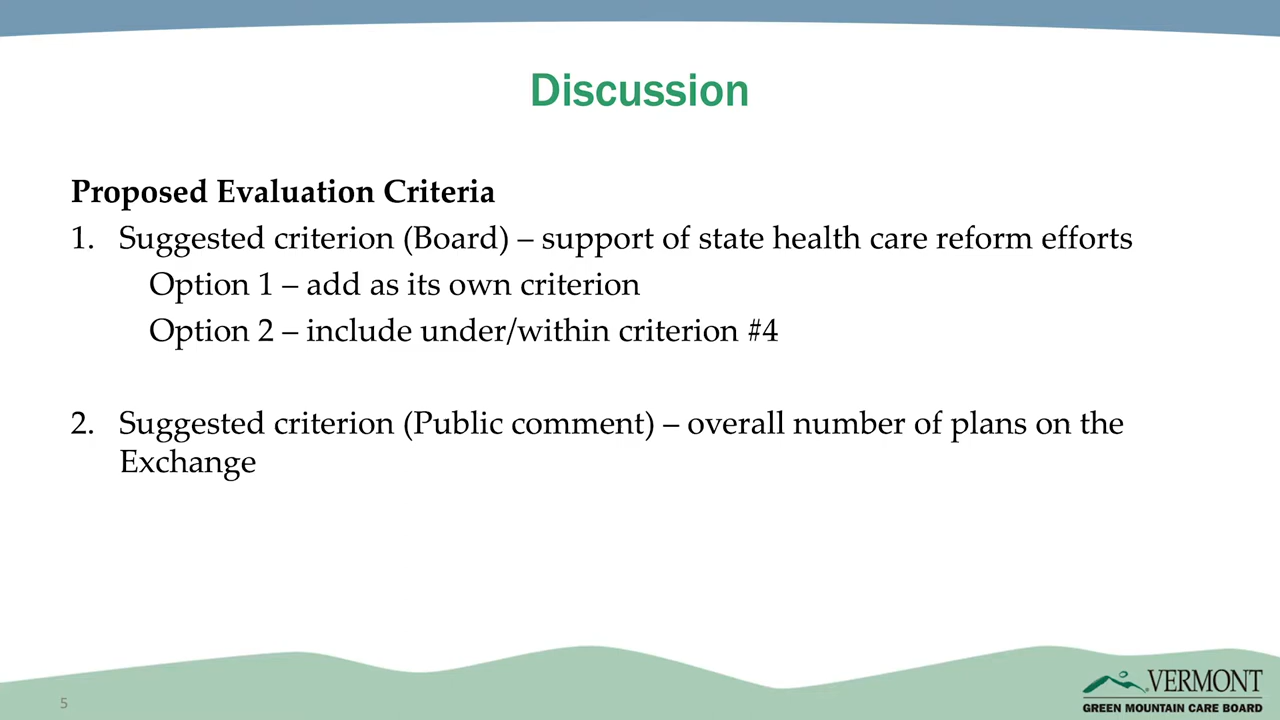 Discussion
Proposed Evaluation Criteria
1. Suggested criterion (Board) – support of state health care reform efforts
Option 1 – add as its own criterion
Option 2 – include under/within criterion #4
2. Suggested criterion (Public comment) – overall number of plans on the
Exchange
5
VERMONT
GREEN MOUNTAIN CARE BOARD